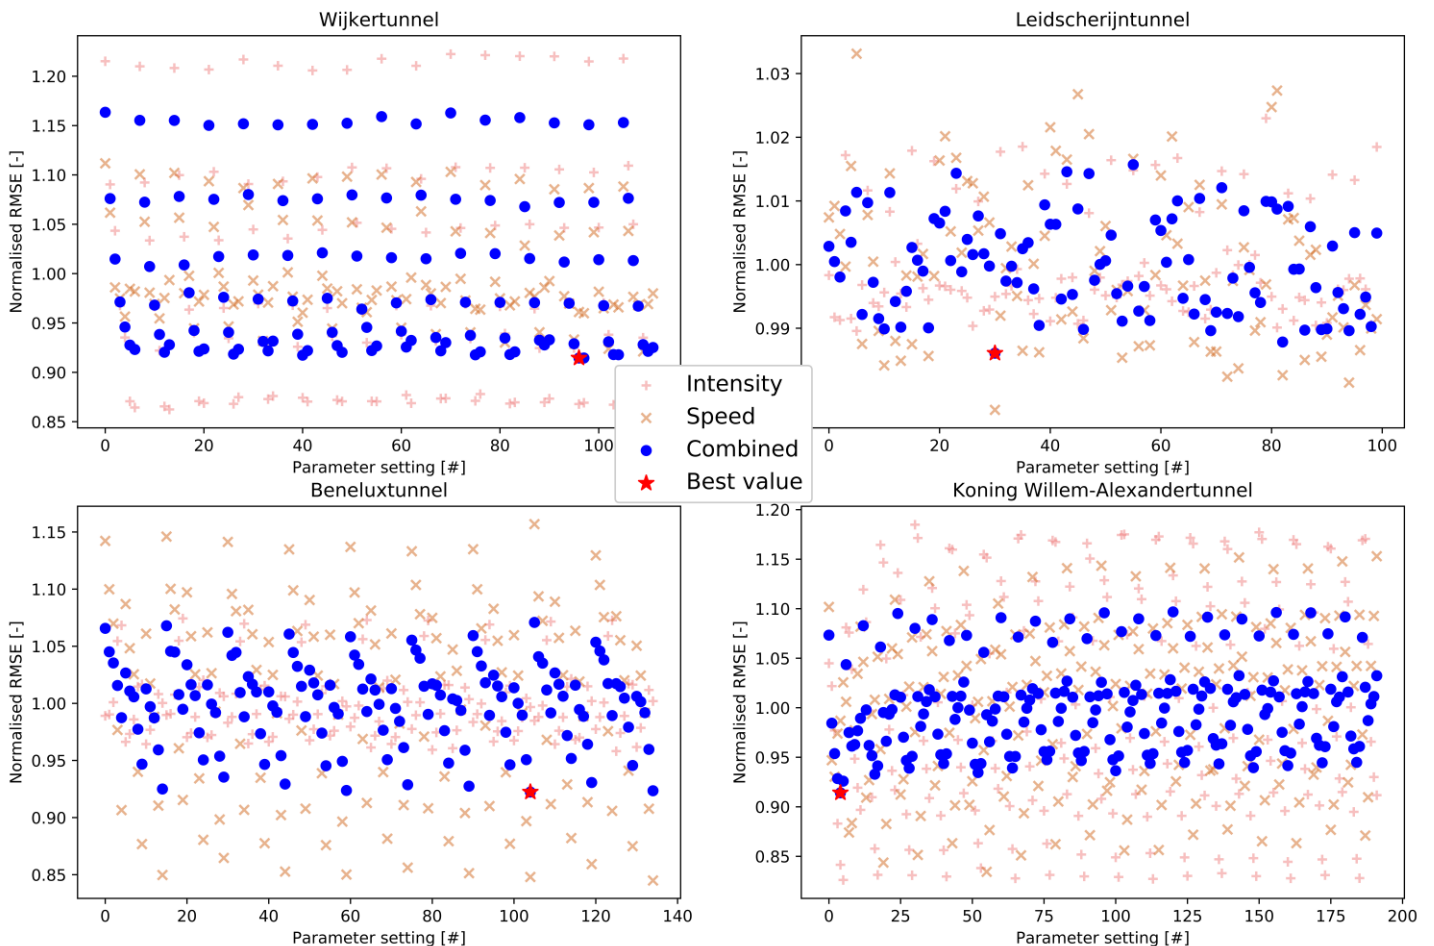 Wijkertunnel
Normalised RMSE [-]
1.20
1.15
1.10
1.05
1.00
0.95
0.90
0.85
0 20 40 60 80 100
Parameter setting [#]
Leidscherijntunnel
Normalised RMSE [-]
1.03
1.02
1.01
1.00
0.99
0 20 40 60 80 100
Parameter setting [#]
Intensity
Speed
Combined
Best value
Beneluxtunnel
Normalised RMSE [-]
1.15
1.10
1.05
1.00
0.95
0.90
0.85
0 20 40 60 80 100 120 140
Parameter setting [#]
Koning Willem-Alexandertunnel
Normalised RMSE [-]
1.20
1.15
1.10
1.05
1.00
0.95
0.90
0.85
0 25 50 75 100 125 150 175 200
Parameter setting [#]